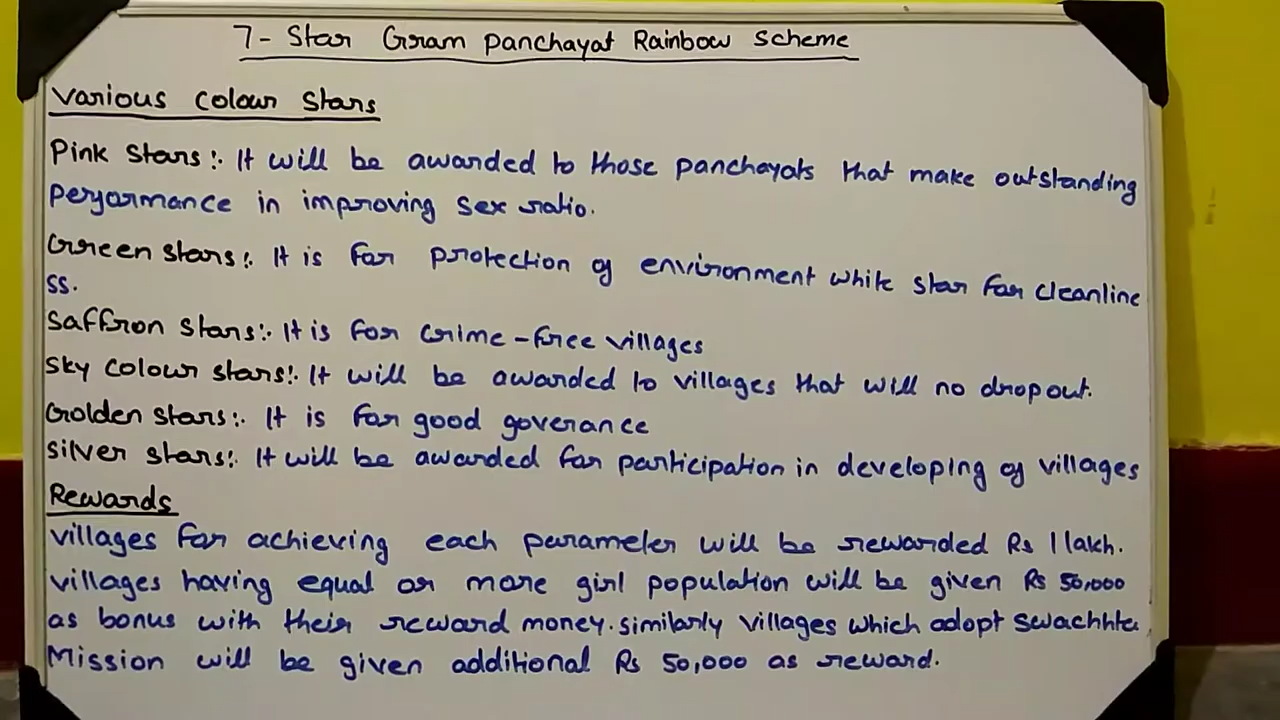 7- Star Gram Panchayat Rainbow Scheme
Various Colour Stars
Pink Stars:- It will be awarded to those panchayats that make outstanding
performance in improving sex ratio.
Green Stars:- It is for protection of environment white star for cleanline
ss.
Saffron Stars:- It is for crime-free villages
Sky Colour Stars:- It will be awarded to villages that will no dropout.
Golden Stars:- It is for good goverance
Silver Stars:- It will be awarded for participation in developing of villages
Rewards
Villages for achieving each parameter will be rewarded Rs 1 lakh.
Villages having equal or more girl population will be given Rs 50,000
as bonus with their reward money. similarly villages which adopt swachhta
Mission will be given additional Rs 50,000 as reward.